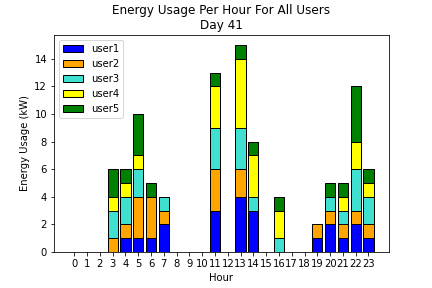 Energy Usage Per Hour For All Users
Day 41
user1
user2
user3
user4
user5
Energy Usage (kW)
14
12
10
8
6
4
2
0
0 1 2 3 4 5 6 7 8 9 10 11 12 13 14 15 16 17 18 19 20 21 22 23
Hour